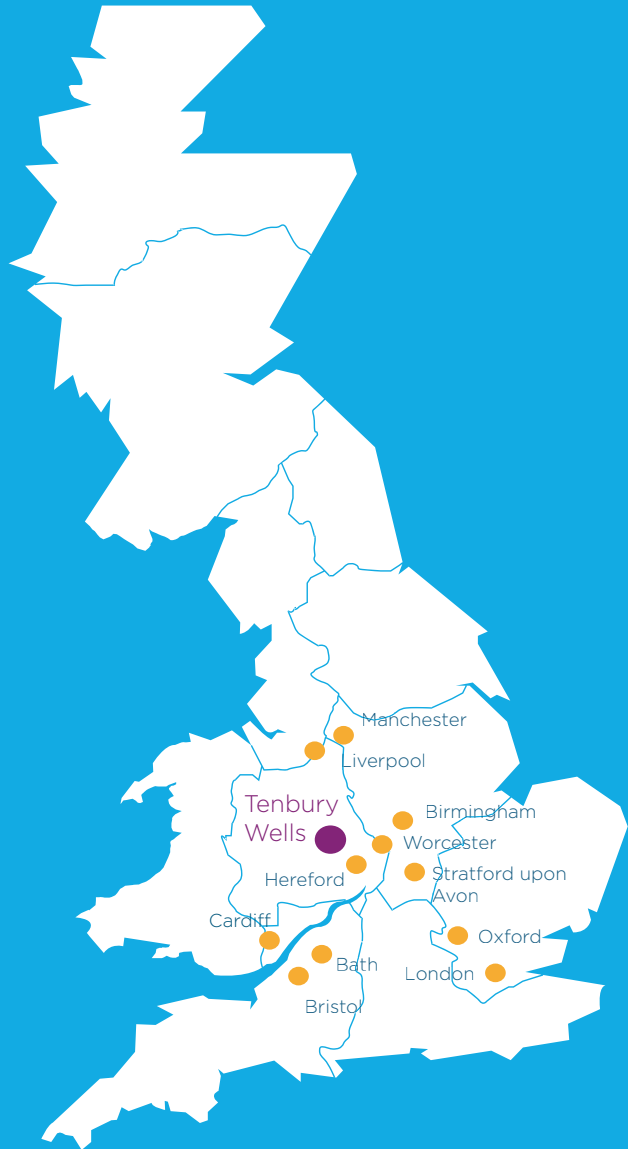 Manchester
Liverpool
Tenbury
Wells
Birmingham
Worcester
Stratford upon
Avon
Hereford
Cardiff
Oxford
Bath
London
Bristol